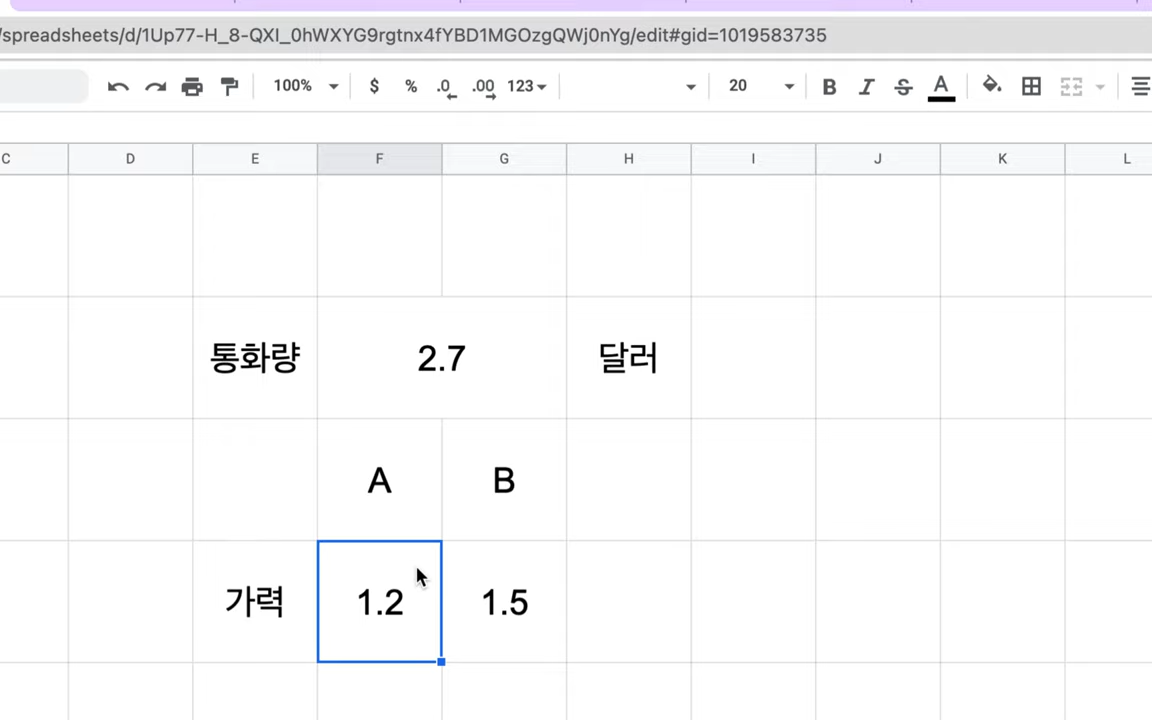 /spreadsheets/d/1Up77-H_8-QXI_0hWXYG9rgtnx4fYBD1MGOzgQWj0nYg/edit#gid=1019583735
100% $ % .0 .00 123 20 B I S A
C D E F G H I J K L
통화량 2.7 달러
A B
가력 1.2 1.5